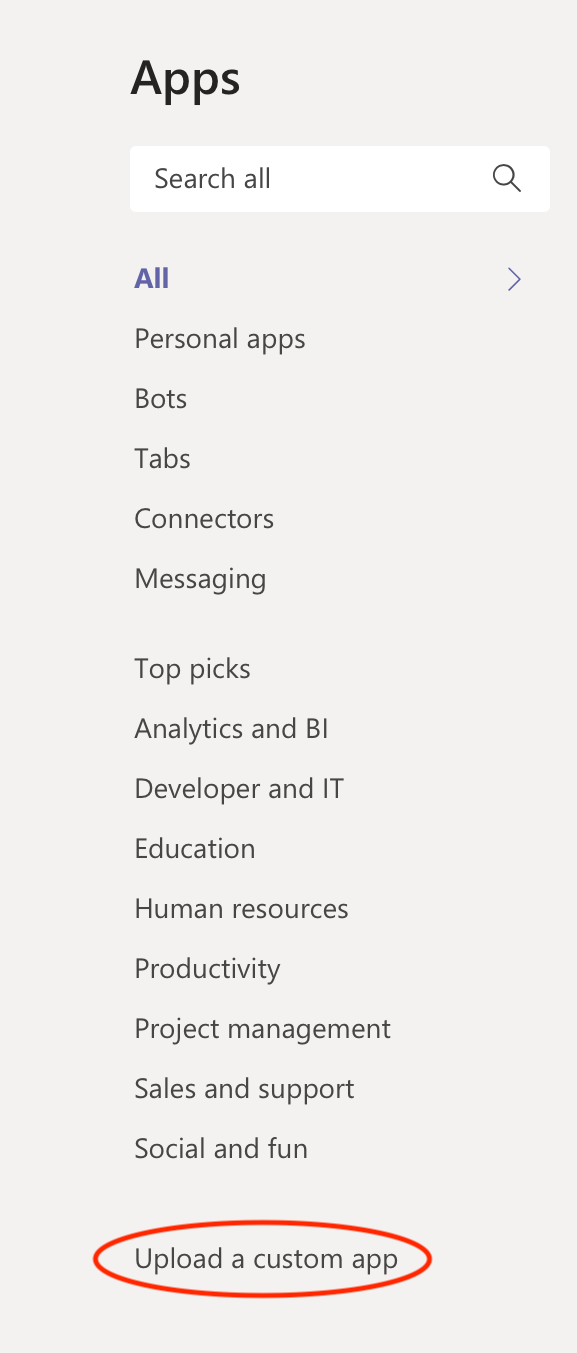 Apps
Search all
All
Personal apps
Bots
Tabs
Connectors
Messaging
Top picks
Analytics and BI
Developer and IT
Education
Human resources
Productivity
Project management
Sales and support
Social and fun
Upload a custom app